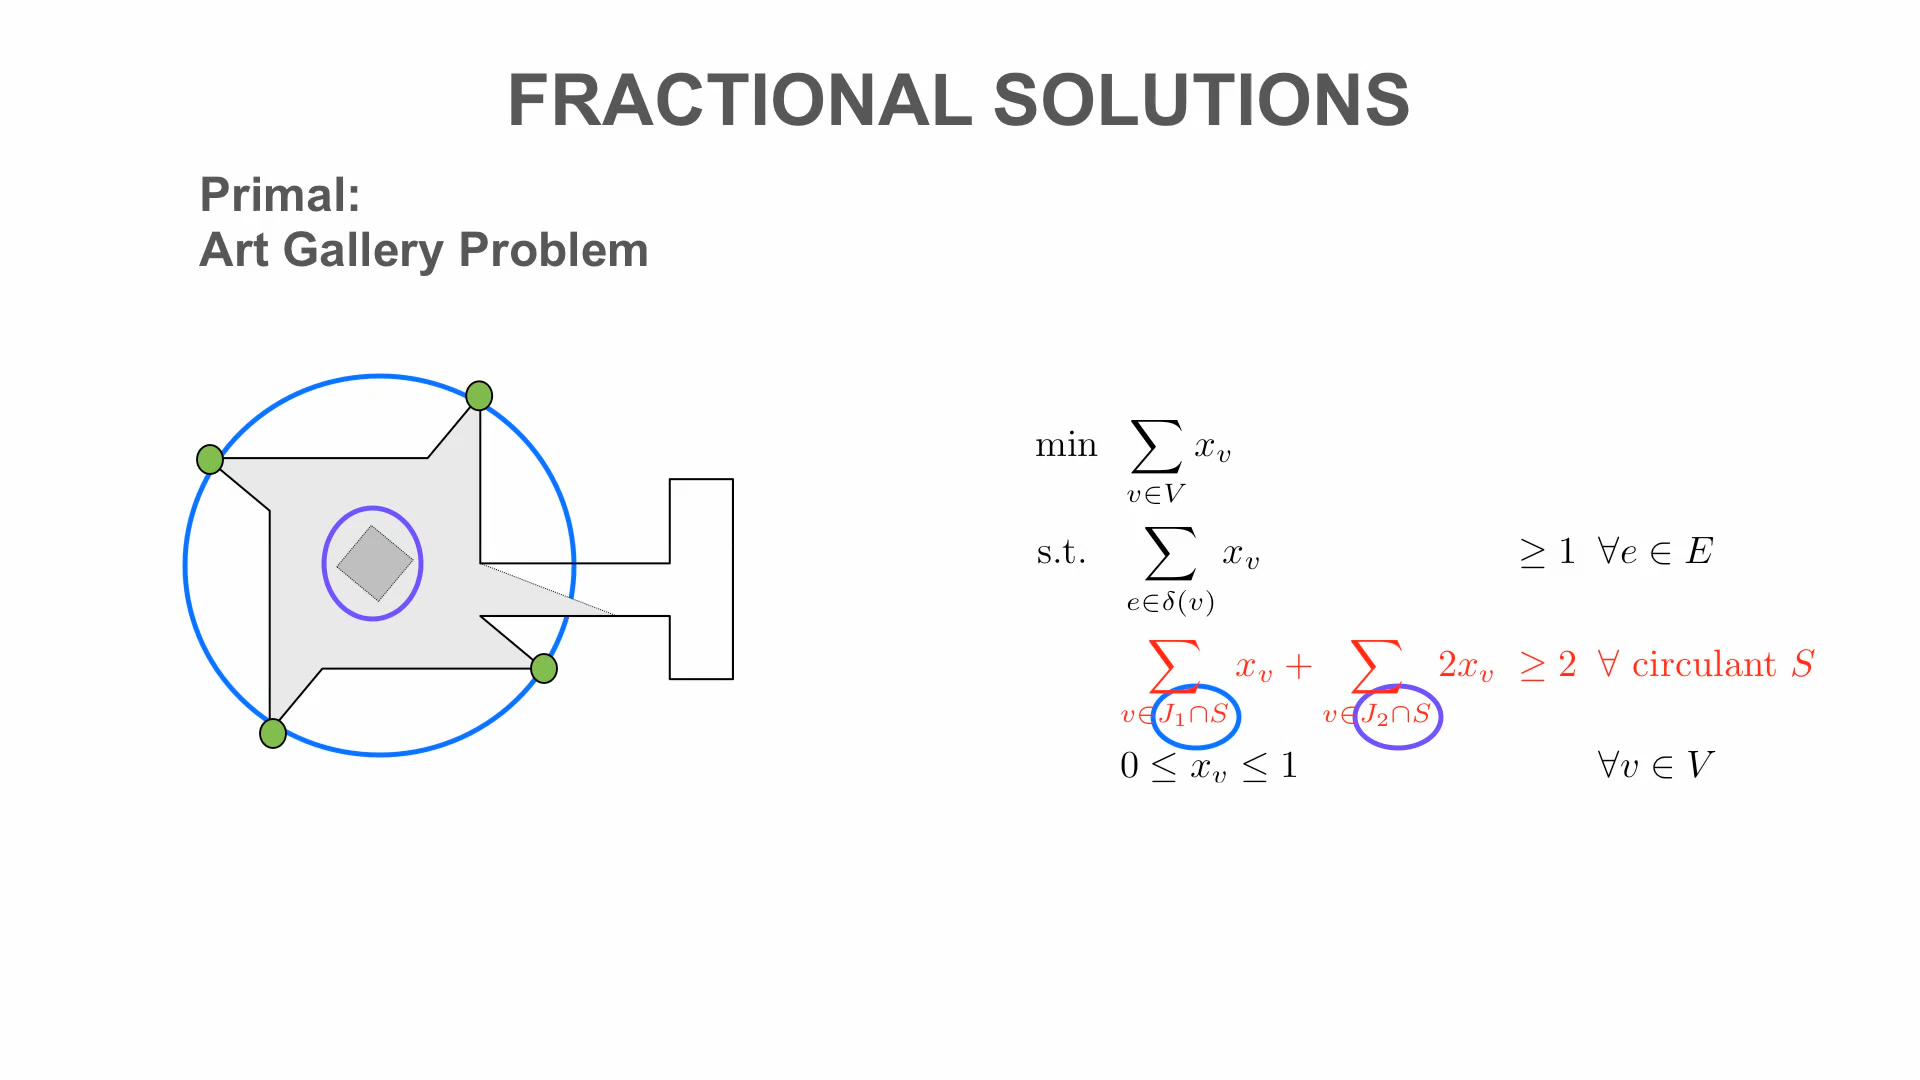 FRACTIONAL SOLUTIONS
Primal:
Art Gallery Problem
min ∑_{v∈V} x_v
s.t. ∑_{e∈δ(v)} x_v ≥ 1 ∀e ∈ E
∑_{v∈J_1∩S} x_v + ∑_{v∈J_2∩S} 2x_v ≥ 2 ∀ circulant S
0 ≤ x_v ≤ 1 ∀v ∈ V